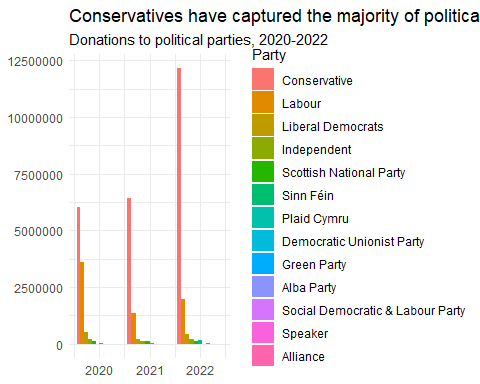 Conservatives have captured the majority of politica
Donations to political parties, 2020-2022
Party
12500000
10000000
7500000
5000000
2500000
0
2020
2021
2022
Conservative
Labour
Liberal Democrats
Independent
Scottish National Party
Sinn Féin
Plaid Cymru
Democratic Unionist Party
Green Party
Alba Party
Social Democratic & Labour Party
Speaker
Alliance